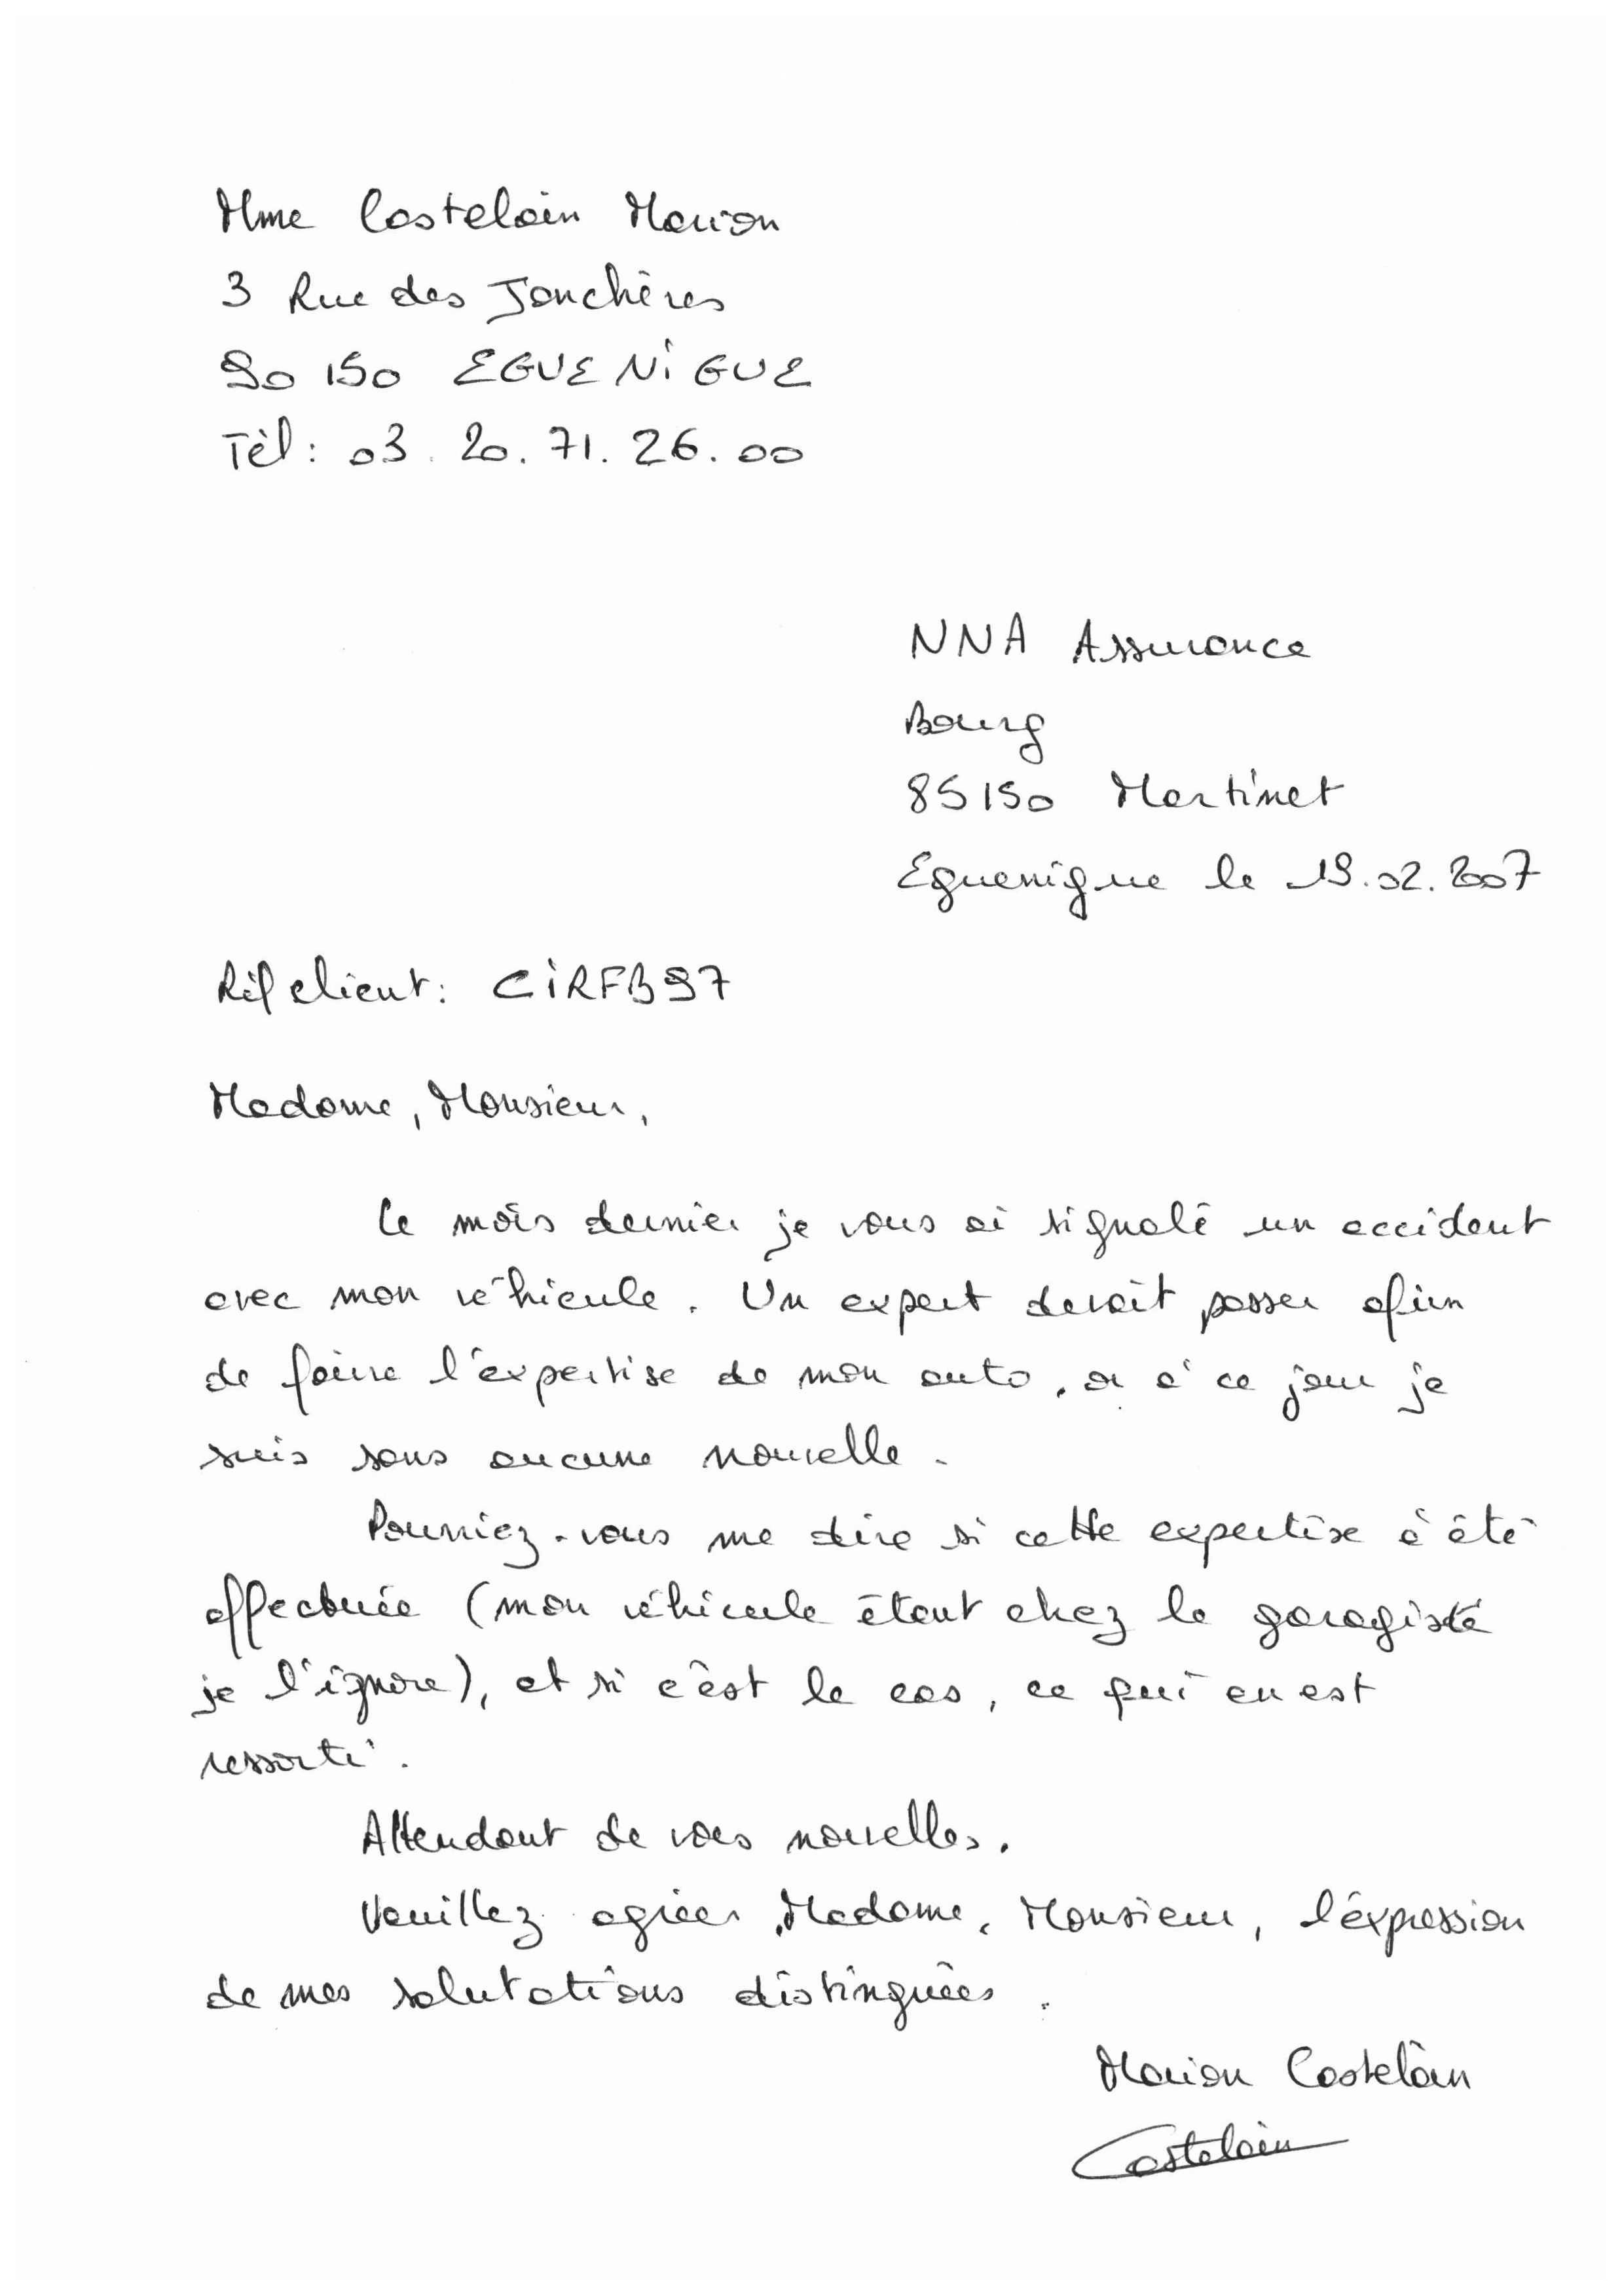 Mme Castelain Marion
3 Rue des Jonchères
90150 EGUENIGUE
Tèl : 03.20.71.26.00
NNA Assurance
Bourg
85150 Martinet
Eguenigue le 19.02.2007
Réf client : CIRFB97
Madame, Monsieur,
Le mois dernier je vous ai signalé un accident
avec mon véhicule. Un expert devait passer afin
de faire l'expertise de mon auto, or à ce jour je
suis sans aucune nouvelle.
Pourriez-vous me dire si cette expertise à été
effectuée (mon véhicule étant chez le garagiste
je l'ignore), et si c'est le cas, ce qui en est
ressorti.
Attendant de vos nouvelles.
Veuillez agréer, Madame, Monsieur, l'expression
de mes salutations distinguées.
Marion Castelain
Castelain